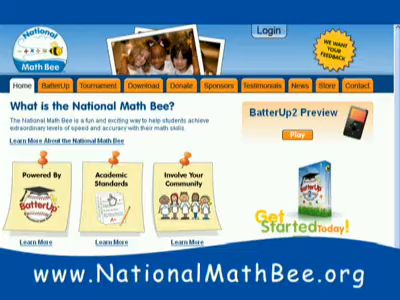 National
Math Bee
Login
WE WANT
YOUR
FEEDBACK
Home BatterUp Tournament Download Donate Sponsors Testimonials News Store Contact
What is the National Math Bee?
The National Math Bee is a fun and exciting way to help students achieve
extraordinary levels of speed and accuracy with their math skills.
Learn More About the National Math Bee
BatterUp2 Preview
Play
Powered By
BatterUp
Learn More
Academic
Standards
Learn More
Involve Your
Community
Learn More
BatterUp
Get
StartedToday!
www.NationalMathBee.org